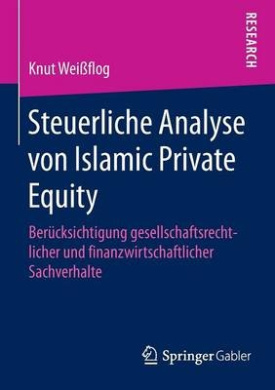 RESEARCH
Knut Weißflog
Steuerliche Analyse
von Islamic Private
Equity
Berücksichtigung gesellschaftsrecht-
licher und finanzwirtschaftlicher
Sachverhalte
Springer Gabler